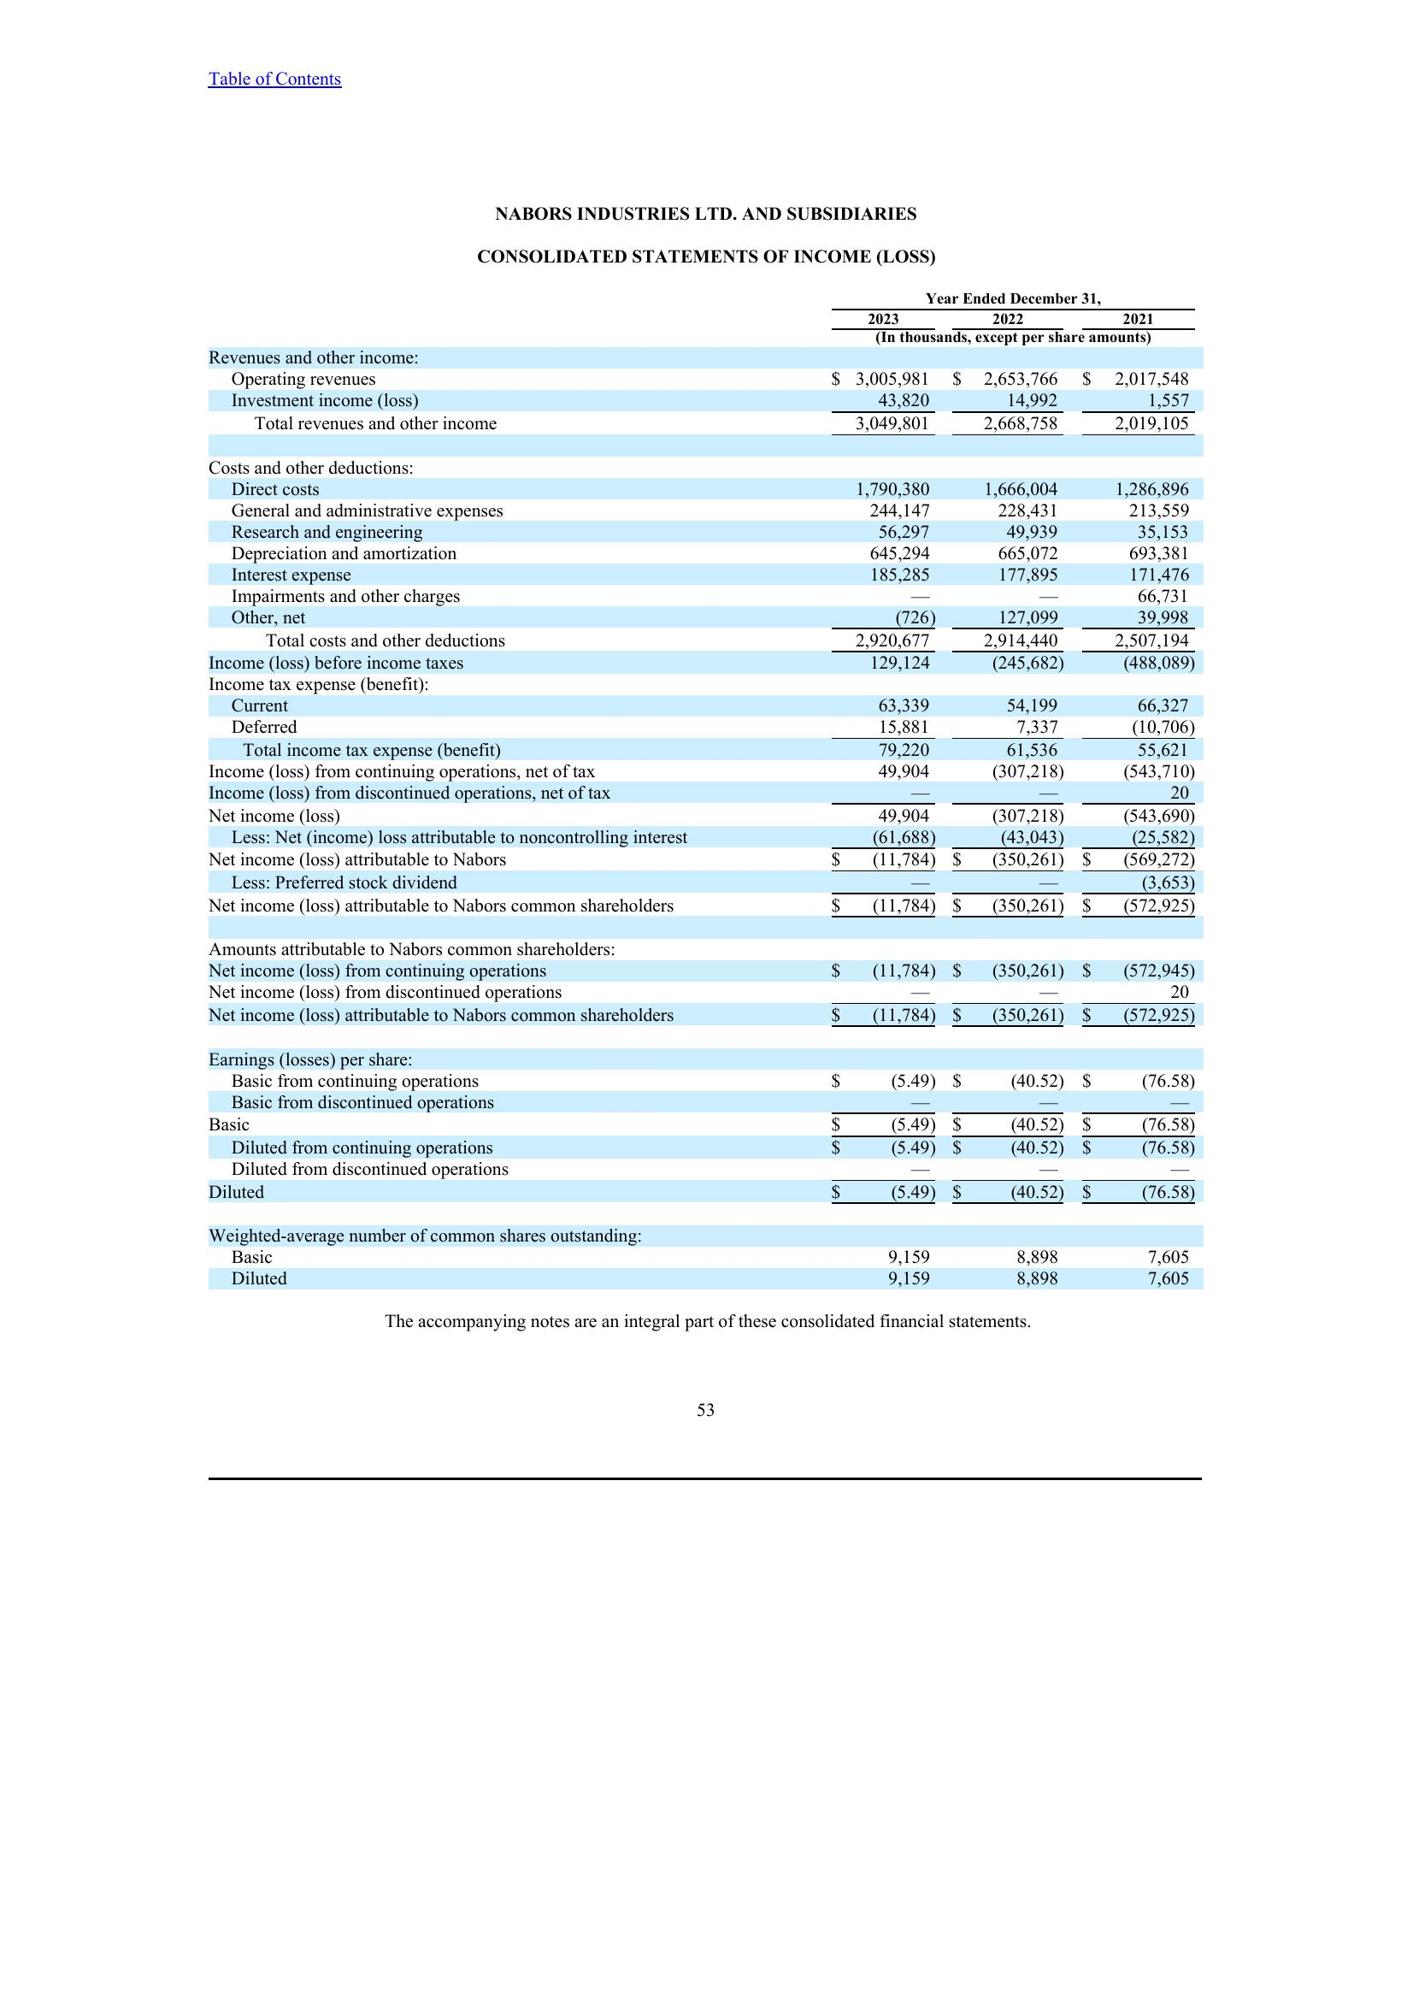 Table of Contents
NABORS INDUSTRIES LTD. AND SUBSIDIARIES
CONSOLIDATED STATEMENTS OF INCOME (LOSS)
Year Ended December 31,
2023 2022 2021
(In thousands, except per share amounts)
Revenues and other income:
Operating revenues $ 3,005,981 $ 2,653,766 $ 2,017,548
Investment income (loss) 43,820 14,992 1,557
Total revenues and other income 3,049,801 2,668,758 2,019,105
Costs and other deductions:
Direct costs 1,790,380 1,666,004 1,286,896
General and administrative expenses 244,147 228,431 213,559
Research and engineering 56,297 49,939 35,153
Depreciation and amortization 645,294 665,072 693,381
Interest expense 185,285 177,895 171,476
Impairments and other charges — — 66,731
Other, net (726) 127,099 39,998
Total costs and other deductions 2,920,677 2,914,440 2,507,194
Income (loss) before income taxes 129,124 (245,682) (488,089)
Income tax expense (benefit):
Current 63,339 54,199 66,327
Deferred 15,881 7,337 (10,706)
Total income tax expense (benefit) 79,220 61,536 55,621
Income (loss) from continuing operations, net of tax 49,904 (307,218) (543,710)
Income (loss) from discontinued operations, net of tax — — 20
Net income (loss) 49,904 (307,218) (543,690)
Less: Net (income) loss attributable to noncontrolling interest (61,688) (43,043) (25,582)
Net income (loss) attributable to Nabors $ (11,784) $ (350,261) $ (569,272)
Less: Preferred stock dividend — — (3,653)
Net income (loss) attributable to Nabors common shareholders $ (11,784) $ (350,261) $ (572,925)
Amounts attributable to Nabors common shareholders:
Net income (loss) from continuing operations $ (11,784) $ (350,261) $ (572,945)
Net income (loss) from discontinued operations — — 20
Net income (loss) attributable to Nabors common shareholders $ (11,784) $ (350,261) $ (572,925)
Earnings (losses) per share:
Basic from continuing operations $ (5.49) $ (40.52) $ (76.58)
Basic from discontinued operations — — —
Basic $ (5.49) $ (40.52) $ (76.58)
Diluted from continuing operations $ (5.49) $ (40.52) $ (76.58)
Diluted from discontinued operations — — —
Diluted $ (5.49) $ (40.52) $ (76.58)
Weighted-average number of common shares outstanding:
Basic 9,159 8,898 7,605
Diluted 9,159 8,898 7,605
The accompanying notes are an integral part of these consolidated financial statements.
53